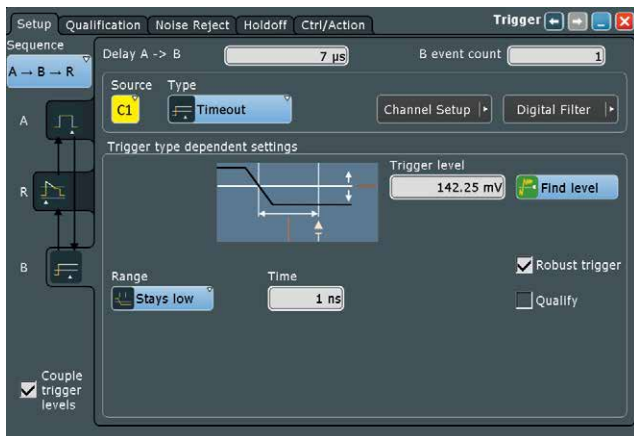 Setup Qualification Noise Reject Holdoff Ctrl/Action Trigger
Sequence
A → B → R
Delay A -> B 7 µs B event count 1
Source Type
C1 Timeout Channel Setup Digital Filter
A
Trigger type dependent settings
Trigger level
142.25 mV Find level
R
T
B
Robust trigger
Range Time
Stays low 1 ns Qualify
Couple
trigger
levels